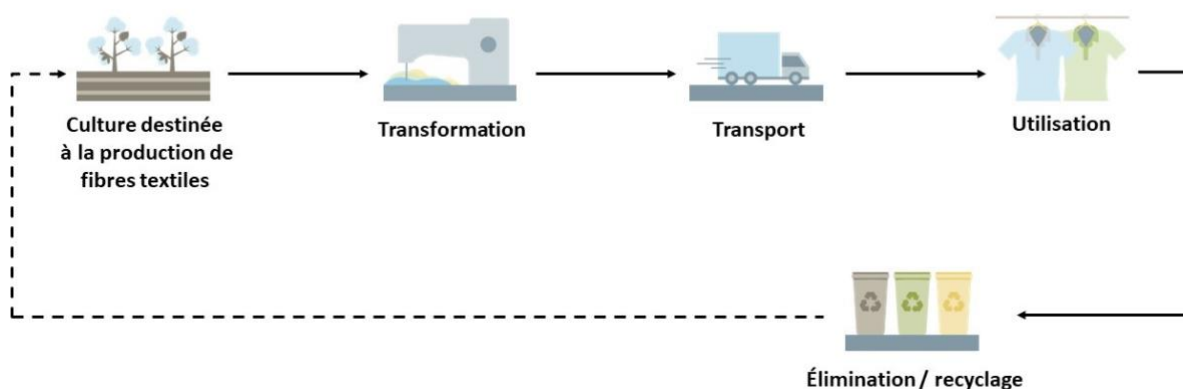 Culture destinée
à la production de
fibres textiles
Transformation
Transport
Utilisation
Élimination / recyclage